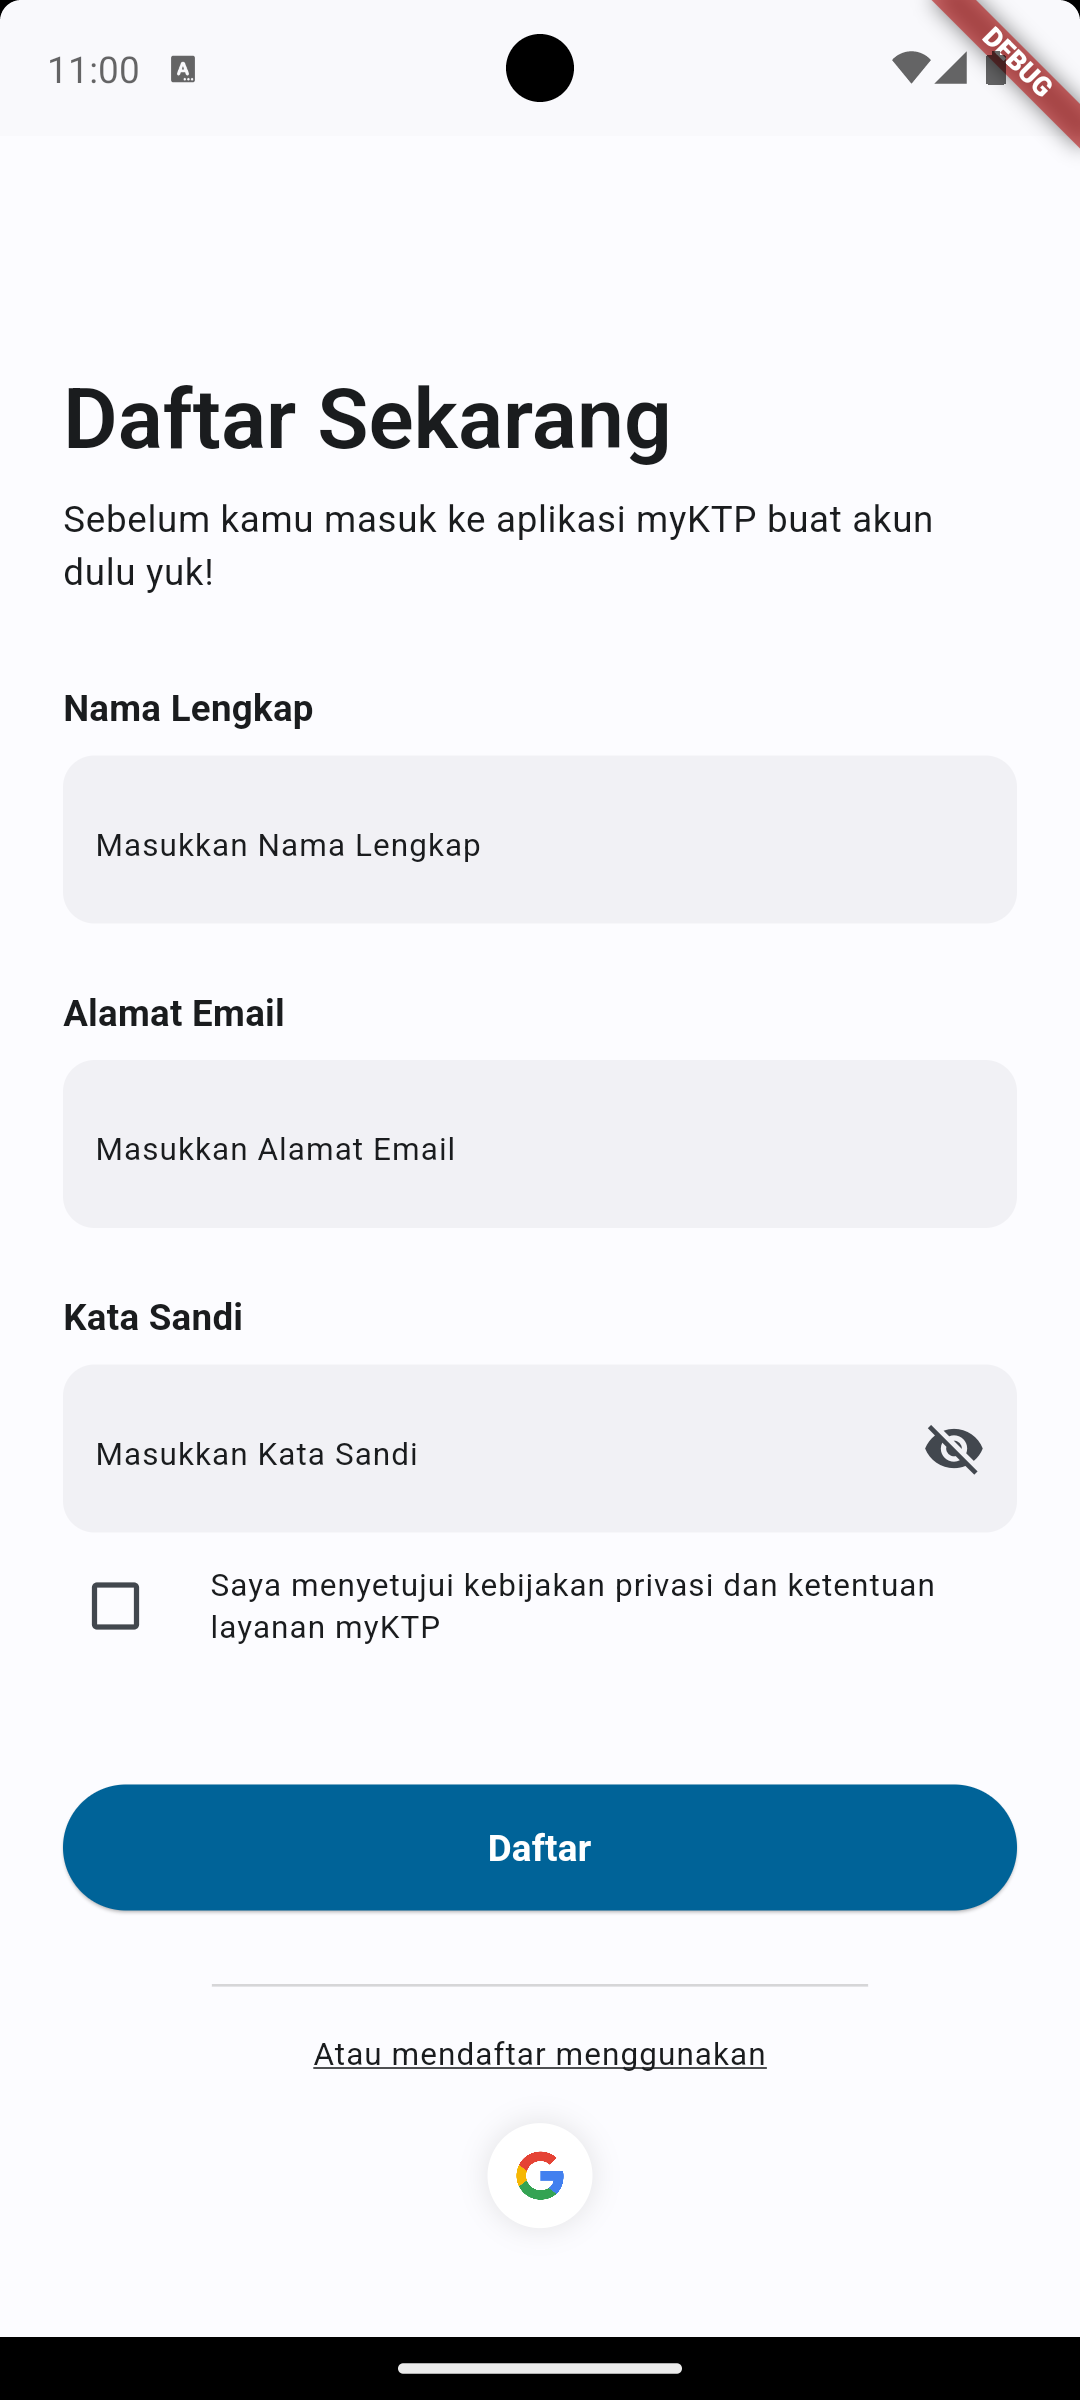 11:00
DEBUG
Daftar Sekarang
Sebelum kamu masuk ke aplikasi myKTP buat akun
dulu yuk!
Nama Lengkap
Masukkan Nama Lengkap
Alamat Email
Masukkan Alamat Email
Kata Sandi
Masukkan Kata Sandi
Saya menyetujui kebijakan privasi dan ketentuan
layanan myKTP
Daftar
Atau mendaftar menggunakan